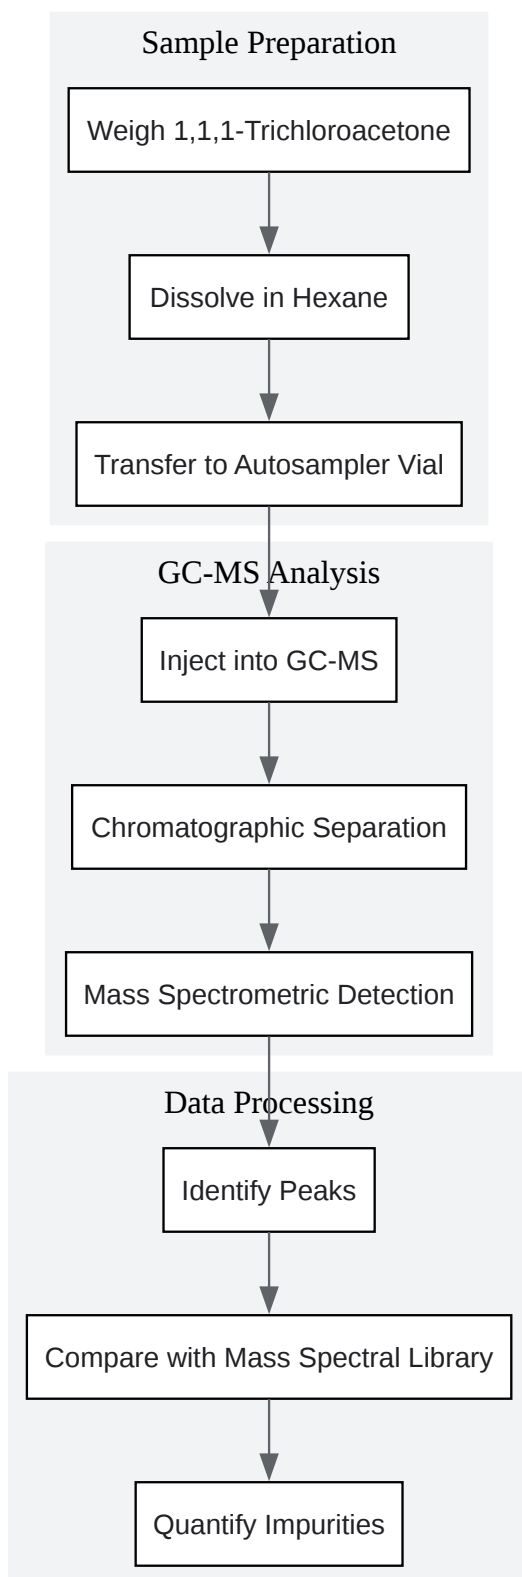 Sample Preparation
Weigh 1,1,1-Trichloroacetone
Dissolve in Hexane
Transfer to Autosampler Vial
GC-MS Analysis
Inject into GC-MS
Chromatographic Separation
Mass Spectrometric Detection
Data Processing
Identify Peaks
Compare with Mass Spectral Library
Quantify Impurities